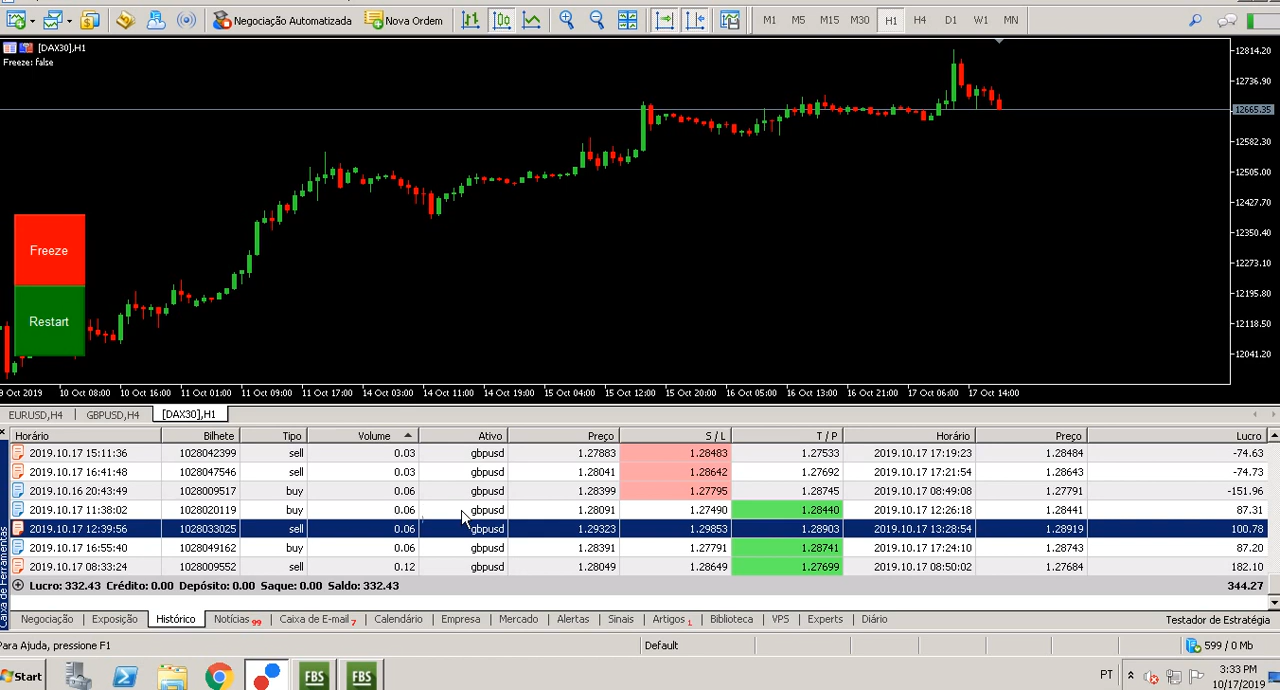 Negociação Automatizada Nova Ordem M1 M5 M15 M30 H1 H4 D1 W1 MN
[DAX30],H1
Freeze: false
12814.20
12736.90
12665.35
12582.30
12505.00
12427.70
12350.40
12273.10
12195.80
12118.50
12041.20
Freeze
Restart
9 Oct 2019 10 Oct 08:00 10 Oct 16:00 11 Oct 01:00 11 Oct 09:00 11 Oct 17:00 14 Oct 03:00 14 Oct 11:00 14 Oct 19:00 15 Oct 04:00 15 Oct 12:00 15 Oct 20:00 16 Oct 05:00 16 Oct 13:00 16 Oct 21:00 17 Oct 06:00 17 Oct 14:00
EURUSD,H4 GBPUSD,H4 [DAX30],H1
Horário Bilhete Tipo Volume Ativo Preço S / L T / P Horário Preço Lucro
2019.10.17 15:11:36 1028042399 sell 0.03 gbpusd 1.27883 1.28483 1.27533 2019.10.17 17:19:23 1.28484 -74.63
2019.10.17 16:41:48 1028047546 sell 0.03 gbpusd 1.28041 1.28642 1.27692 2019.10.17 17:21:54 1.28643 -74.73
2019.10.16 20:43:49 1028009517 buy 0.06 gbpusd 1.28399 1.27795 1.28745 2019.10.17 08:49:08 1.27791 -151.96
2019.10.17 11:38:02 1028020119 buy 0.06 gbpusd 1.28091 1.27490 1.28440 2019.10.17 12:26:18 1.28441 87.31
2019.10.17 12:39:56 1028033025 sell 0.06 gbpusd 1.29323 1.29853 1.28903 2019.10.17 13:28:54 1.28919 100.78
2019.10.17 16:55:40 1028049162 buy 0.06 gbpusd 1.28391 1.27791 1.28741 2019.10.17 17:24:10 1.28743 87.20
2019.10.17 08:33:24 1028009552 sell 0.12 gbpusd 1.28049 1.28649 1.27699 2019.10.17 08:50:02 1.27684 182.10
Lucro: 332.43 Crédito: 0.00 Depósito: 0.00 Saque: 0.00 Saldo: 332.43 344.27
Caixa de Ferramentas
Negociação Exposição Histórico Notícias 99 Caixa de E-mail 7 Calendário Empresa Mercado Alertas Sinais Artigos 1 Biblioteca VPS Experts Diário Testador de Estratégia
Para Ajuda, pressione F1 Default 599 / 0 Mb
Start FBS FBS PT 3:33 PM
10/17/2019